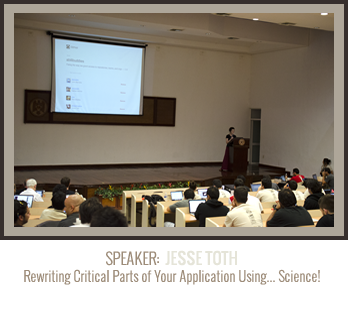 SPEAKER: JESSE TOTH
Rewriting Critical Parts of Your Application Using... Science!